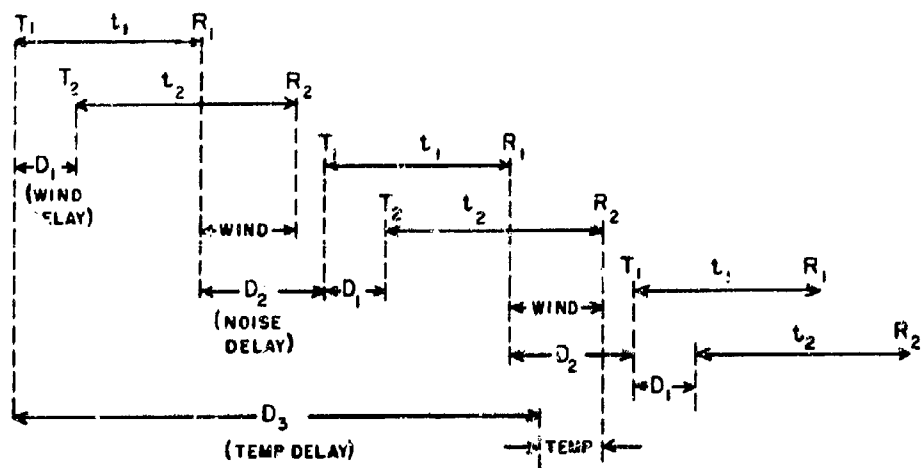 T₁ t₁ R₁
T₂ t₂ R₂
T₁ t₁ R₁
D₁
(WIND
ELAY)
T₂ t₂ R₂
WIND
T₁ t₁ R₁
D₂ D₁
(NOISE
DELAY)
WIND
t₂ R₂
D₂
D₁
D₃
(TEMP DELAY)
TEMP